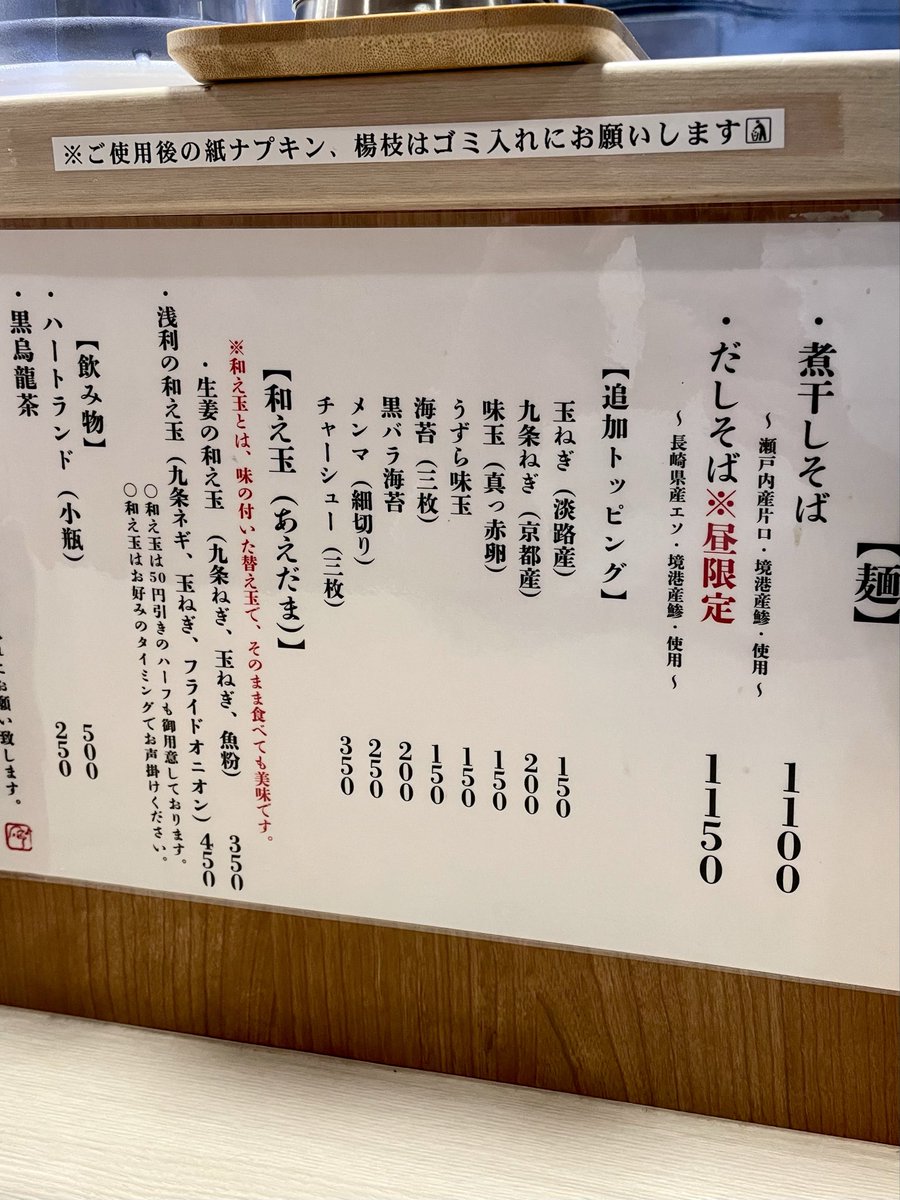 ※ご使用後の紙ナプキン、楊枝はゴミ入れにお願いします
【麺】
・煮干しそば 1100
～瀬戸内産片口・境港産鯵・使用～
・だしそば※昼限定 1150
～長崎県産エソ・境港産鯵・使用～
【追加トッピング】
玉ねぎ（淡路産） 150
九条ねぎ（京都産） 200
味玉（真っ赤卵） 150
うずら味玉 150
海苔（三枚） 150
黒バラ海苔 200
メンマ（細切り） 250
チャーシュー（三枚） 350
【和え玉（あえだま）】
※和え玉とは、味の付いた替え玉で、そのまま食べても美味です。
・生姜の和え玉（九条ねぎ、玉ねぎ、魚粉） 350
・浅利の和え玉（九条ネギ、玉ねぎ、フライドオニオン） 450
○和え玉は50円引きのハーフも御用意しております。
○和え玉はお好みのタイミングでお声掛けください。
【飲み物】
・ハートランド（小瓶） 500
・黒烏龍茶 250
お願い致します。